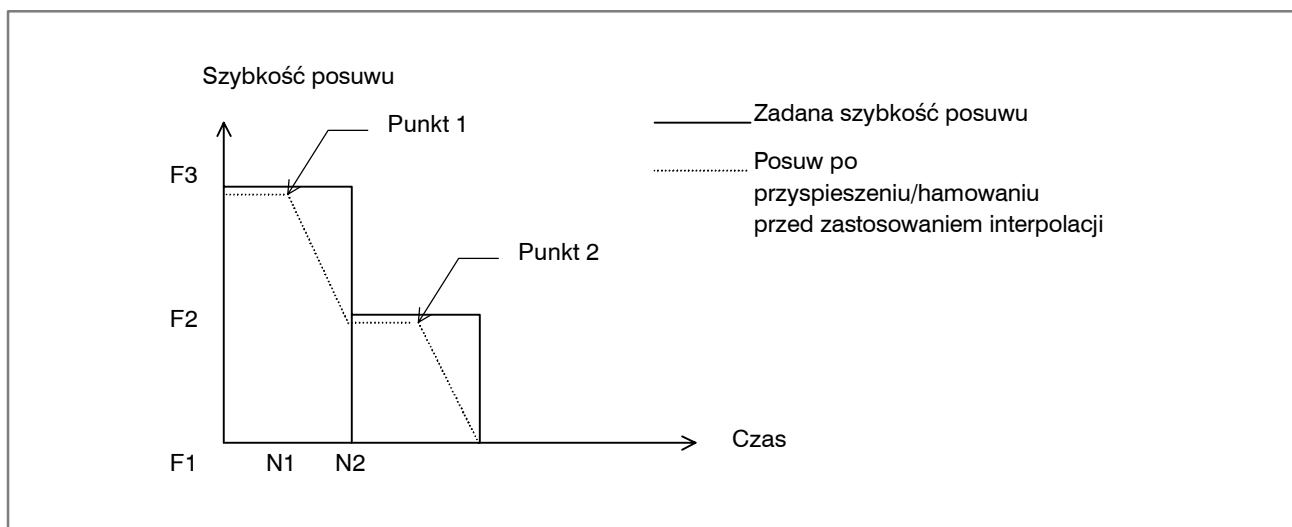 Szybkość posuwu
Punkt 1
Zadana szybkość posuwu
F3
Posuw po
przyspieszeniu/hamowaniu
przed zastosowaniem interpolacji
Punkt 2
F2
Czas
F1 N1 N2